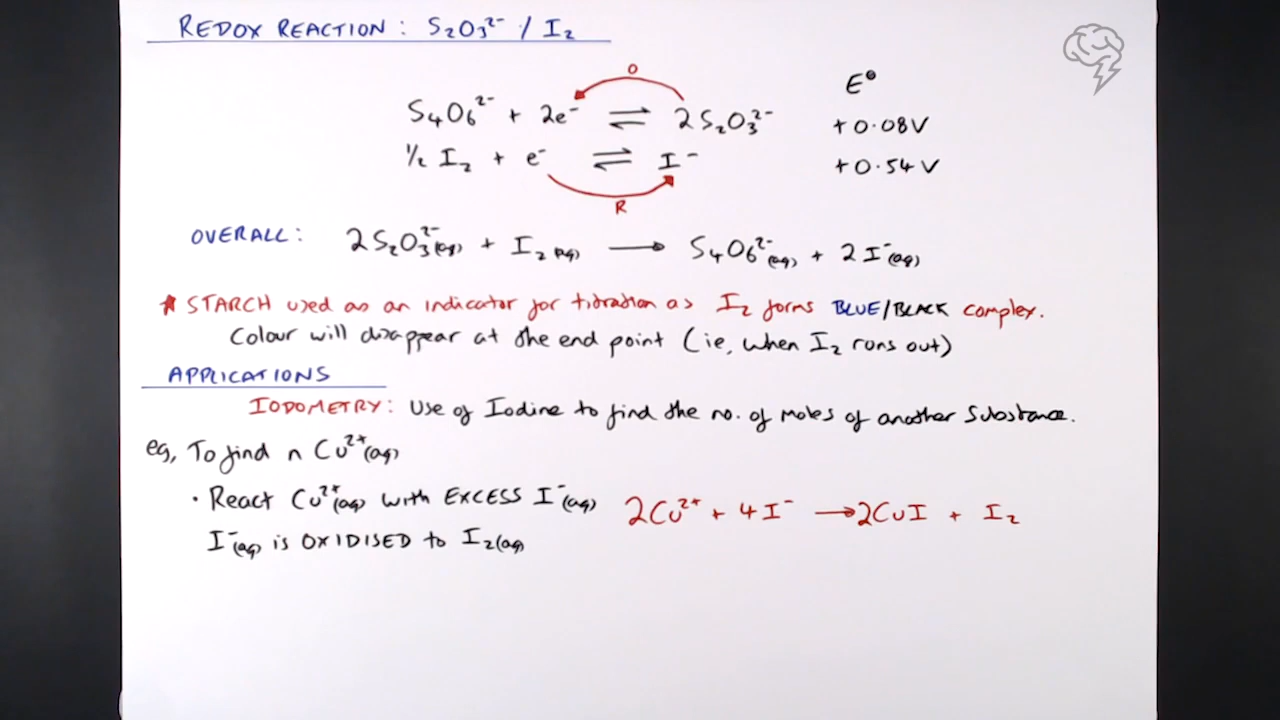 REDOX REACTION : S₂O₃²⁻ / I₂
O
E⁰
S₄O₆²⁻ + 2e⁻ ⇌ 2S₂O₃²⁻ +0.08V
½ I₂ + e⁻ ⇌ I⁻ +0.54V
R
OVERALL: 2S₂O₃²⁻(aq) + I₂(aq) → S₄O₆²⁻(aq) + 2I⁻(aq)
* STARCH used as an indicator for titration as I₂ forms BLUE/BLACK complex.
Colour will disappear at the end point (ie, when I₂ runs out)
APPLICATIONS
IODOMETRY: Use of Iodine to find the no. of moles of another substance.
eg, To find n Cu²⁺(aq)
· React Cu²⁺(aq) with EXCESS I⁻(aq) 2Cu²⁺ + 4I⁻ → 2CuI + I₂
I⁻(aq) is OXIDISED to I₂(aq)